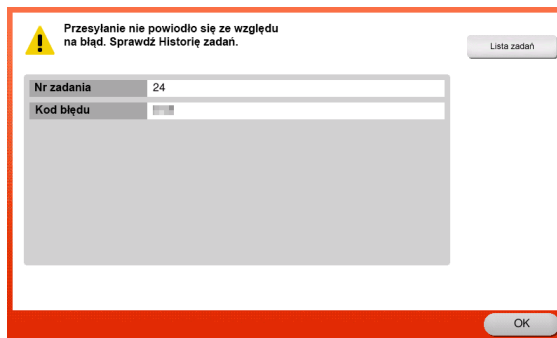 Przesyłanie nie powiodło się ze względu
na błąd. Sprawdź Historię zadań.
Lista zadań
Nr zadania 24
Kod błędu
OK